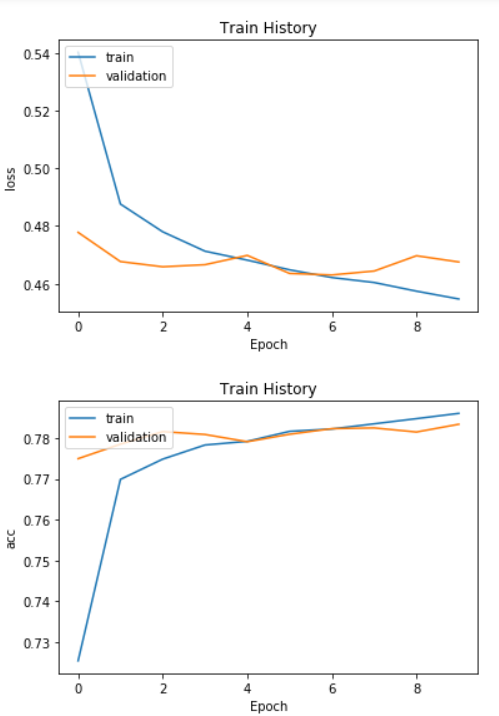 Train History
0.54
train
validation
0.52
0.50
loss
0.48
0.46
0 2 4 6 8
Epoch
Train History
train
validation
0.78
0.77
0.76
acc
0.75
0.74
0.73
0 2 4 6 8
Epoch